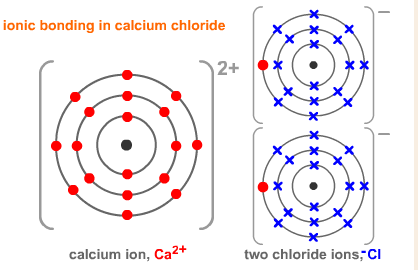 ionic bonding in calcium chloride
2+
−
−
calcium ion, Ca2+
two chloride ions,-Cl